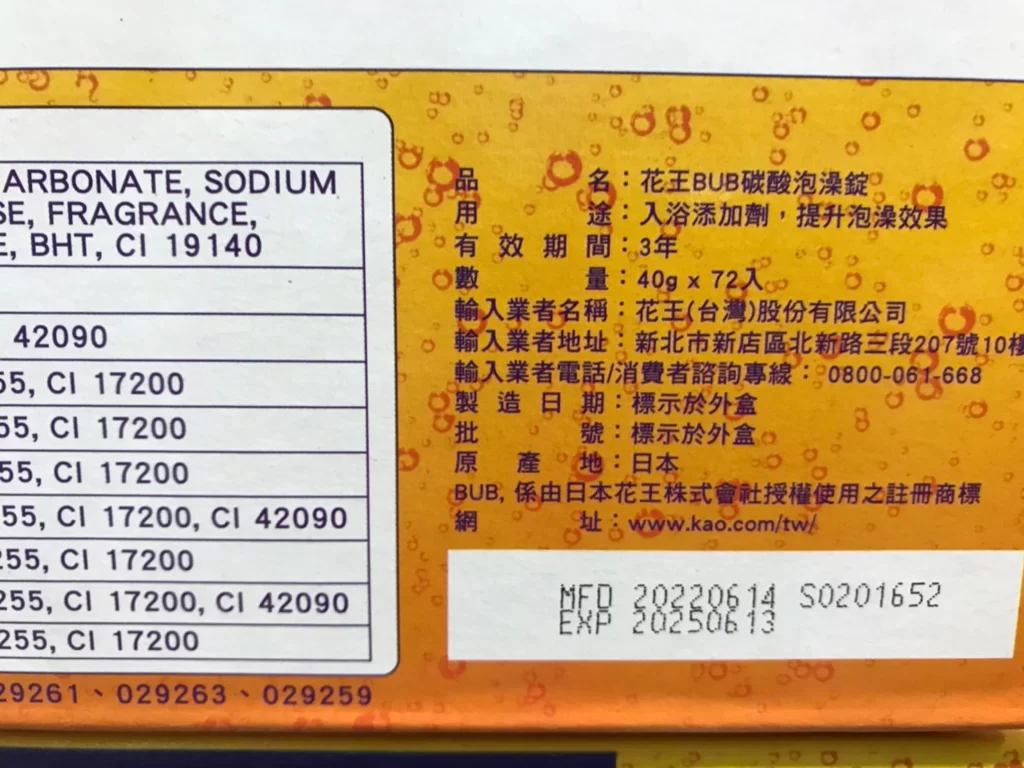 ARBONATE, SODIUM
SE, FRAGRANCE,
E, BHT, CI 19140
42090
55, CI 17200
55, CI 17200
255, CI 17200
255, CI 17200, CI 42090
255, CI 17200
255, CI 17200, CI 42090
255, CI 17200
29261、029263、029259
品名：花王BUB碳酸泡澡錠
用途：入浴添加劑，提升泡澡效果
有效期間：3年
數量：40g x 72入
輸入業者名稱：花王(台灣)股份有限公司
輸入業者地址：新北市新店區北新路三段207號10樓
輸入業者電話/消費者諮詢專線：0800-061-668
製造日期：標示於外盒
批號：標示於外盒
原產地：日本
BUB, 係由日本花王株式會社授權使用之註冊商標
網址：www.kao.com/tw/
MFD 20220614 S0201652
EXP 20250613